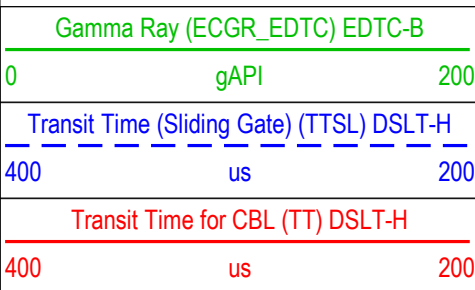 Gamma Ray (ECGR_EDTC) EDTC-B
0 gAPI 200
Transit Time (Sliding Gate) (TTSL) DSLT-H
400 us 200
Transit Time for CBL (TT) DSLT-H
400 us 200